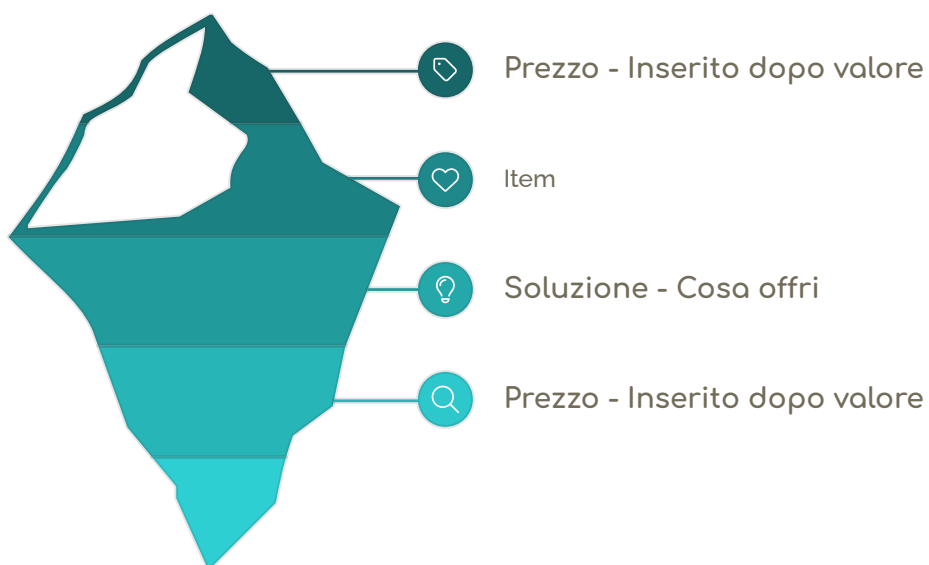 Prezzo - Inserito dopo valore
Item
Soluzione - Cosa offri
Prezzo - Inserito dopo valore